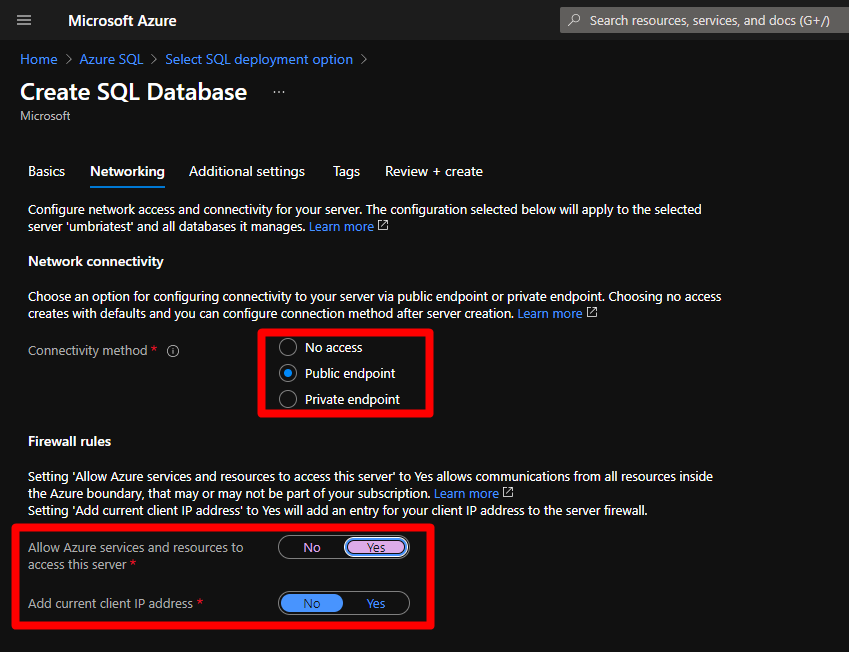 Microsoft Azure
Search resources, services, and docs (G+/)
Home > Azure SQL > Select SQL deployment option >
Create SQL Database ...
Microsoft
Basics Networking Additional settings Tags Review + create
Configure network access and connectivity for your server. The configuration selected below will apply to the selected
server 'umbriatest' and all databases it manages. Learn more
Network connectivity
Choose an option for configuring connectivity to your server via public endpoint or private endpoint. Choosing no access
creates with defaults and you can configure connection method after server creation. Learn more
Connectivity method *
No access
Public endpoint
Private endpoint
Firewall rules
Setting 'Allow Azure services and resources to access this server' to Yes allows communications from all resources inside
the Azure boundary, that may or may not be part of your subscription. Learn more
Setting 'Add current client IP address' to Yes will add an entry for your client IP address to the server firewall.
Allow Azure services and resources to
access this server *
No Yes
Add current client IP address *
No Yes